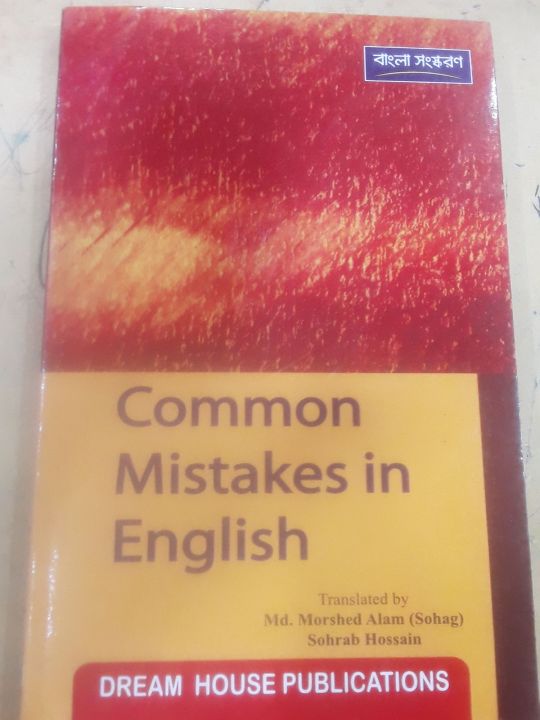 বাংলা সংস্করণ
Common
Mistakes in
English
Translated by
Md. Morshed Alam (Sohag)
Sohrab Hossain
DREAM HOUSE PUBLICATIONS